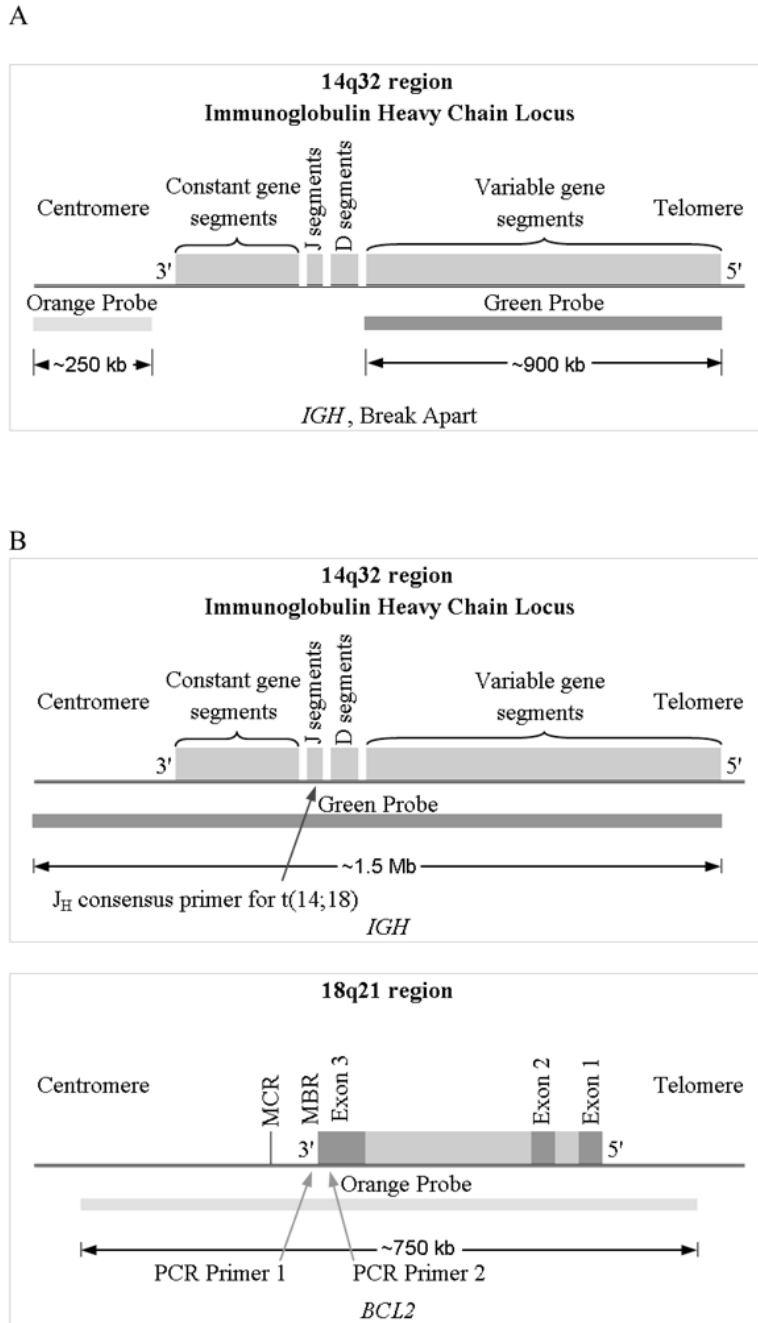 A
14q32 region
Immunoglobulin Heavy Chain Locus
Centromere
Constant gene
segments
J segments
D segments
Variable gene
segments
Telomere
3'
5'
Orange Probe
Green Probe
~250 kb
~900 kb
IGH , Break Apart
B
14q32 region
Immunoglobulin Heavy Chain Locus
Centromere
Constant gene
segments
J segments
D segments
Variable gene
segments
Telomere
3'
5'
Green Probe
~1.5 Mb
JH consensus primer for t(14;18)
IGH
18q21 region
Centromere
MCR
MBR
Exon 3
Exon 2
Exon 1
Telomere
3'
5'
Orange Probe
~750 kb
PCR Primer 1
PCR Primer 2
BCL2